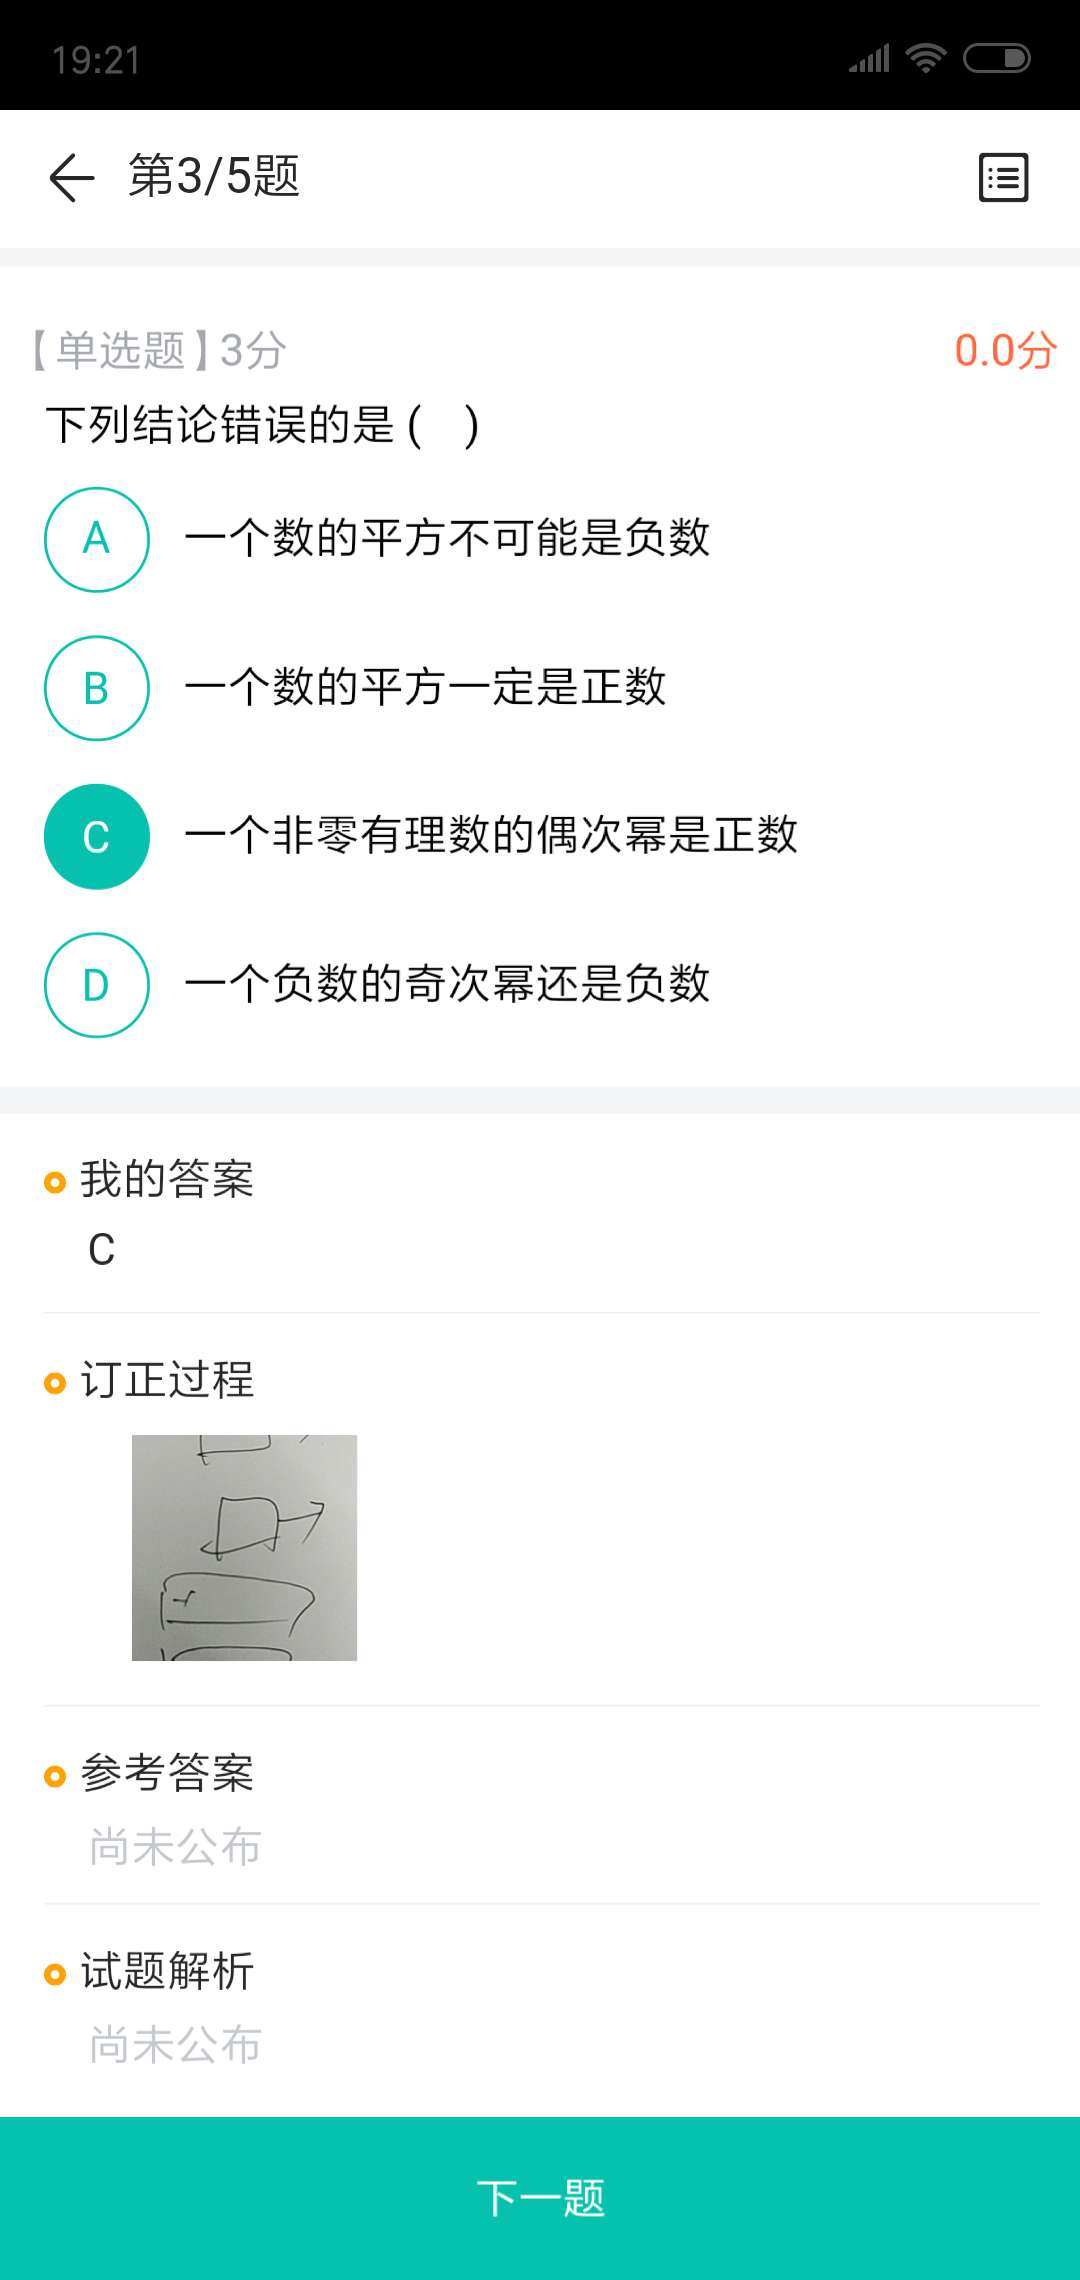 19:21
第3/5题
【单选题】3分
0.0分
下列结论错误的是 ( )
A 一个数的平方不可能是负数
B 一个数的平方一定是正数
C 一个非零有理数的偶次幂是正数
D 一个负数的奇次幂还是负数
我的答案
C
订正过程
参考答案
尚未公布
试题解析
尚未公布
下一题